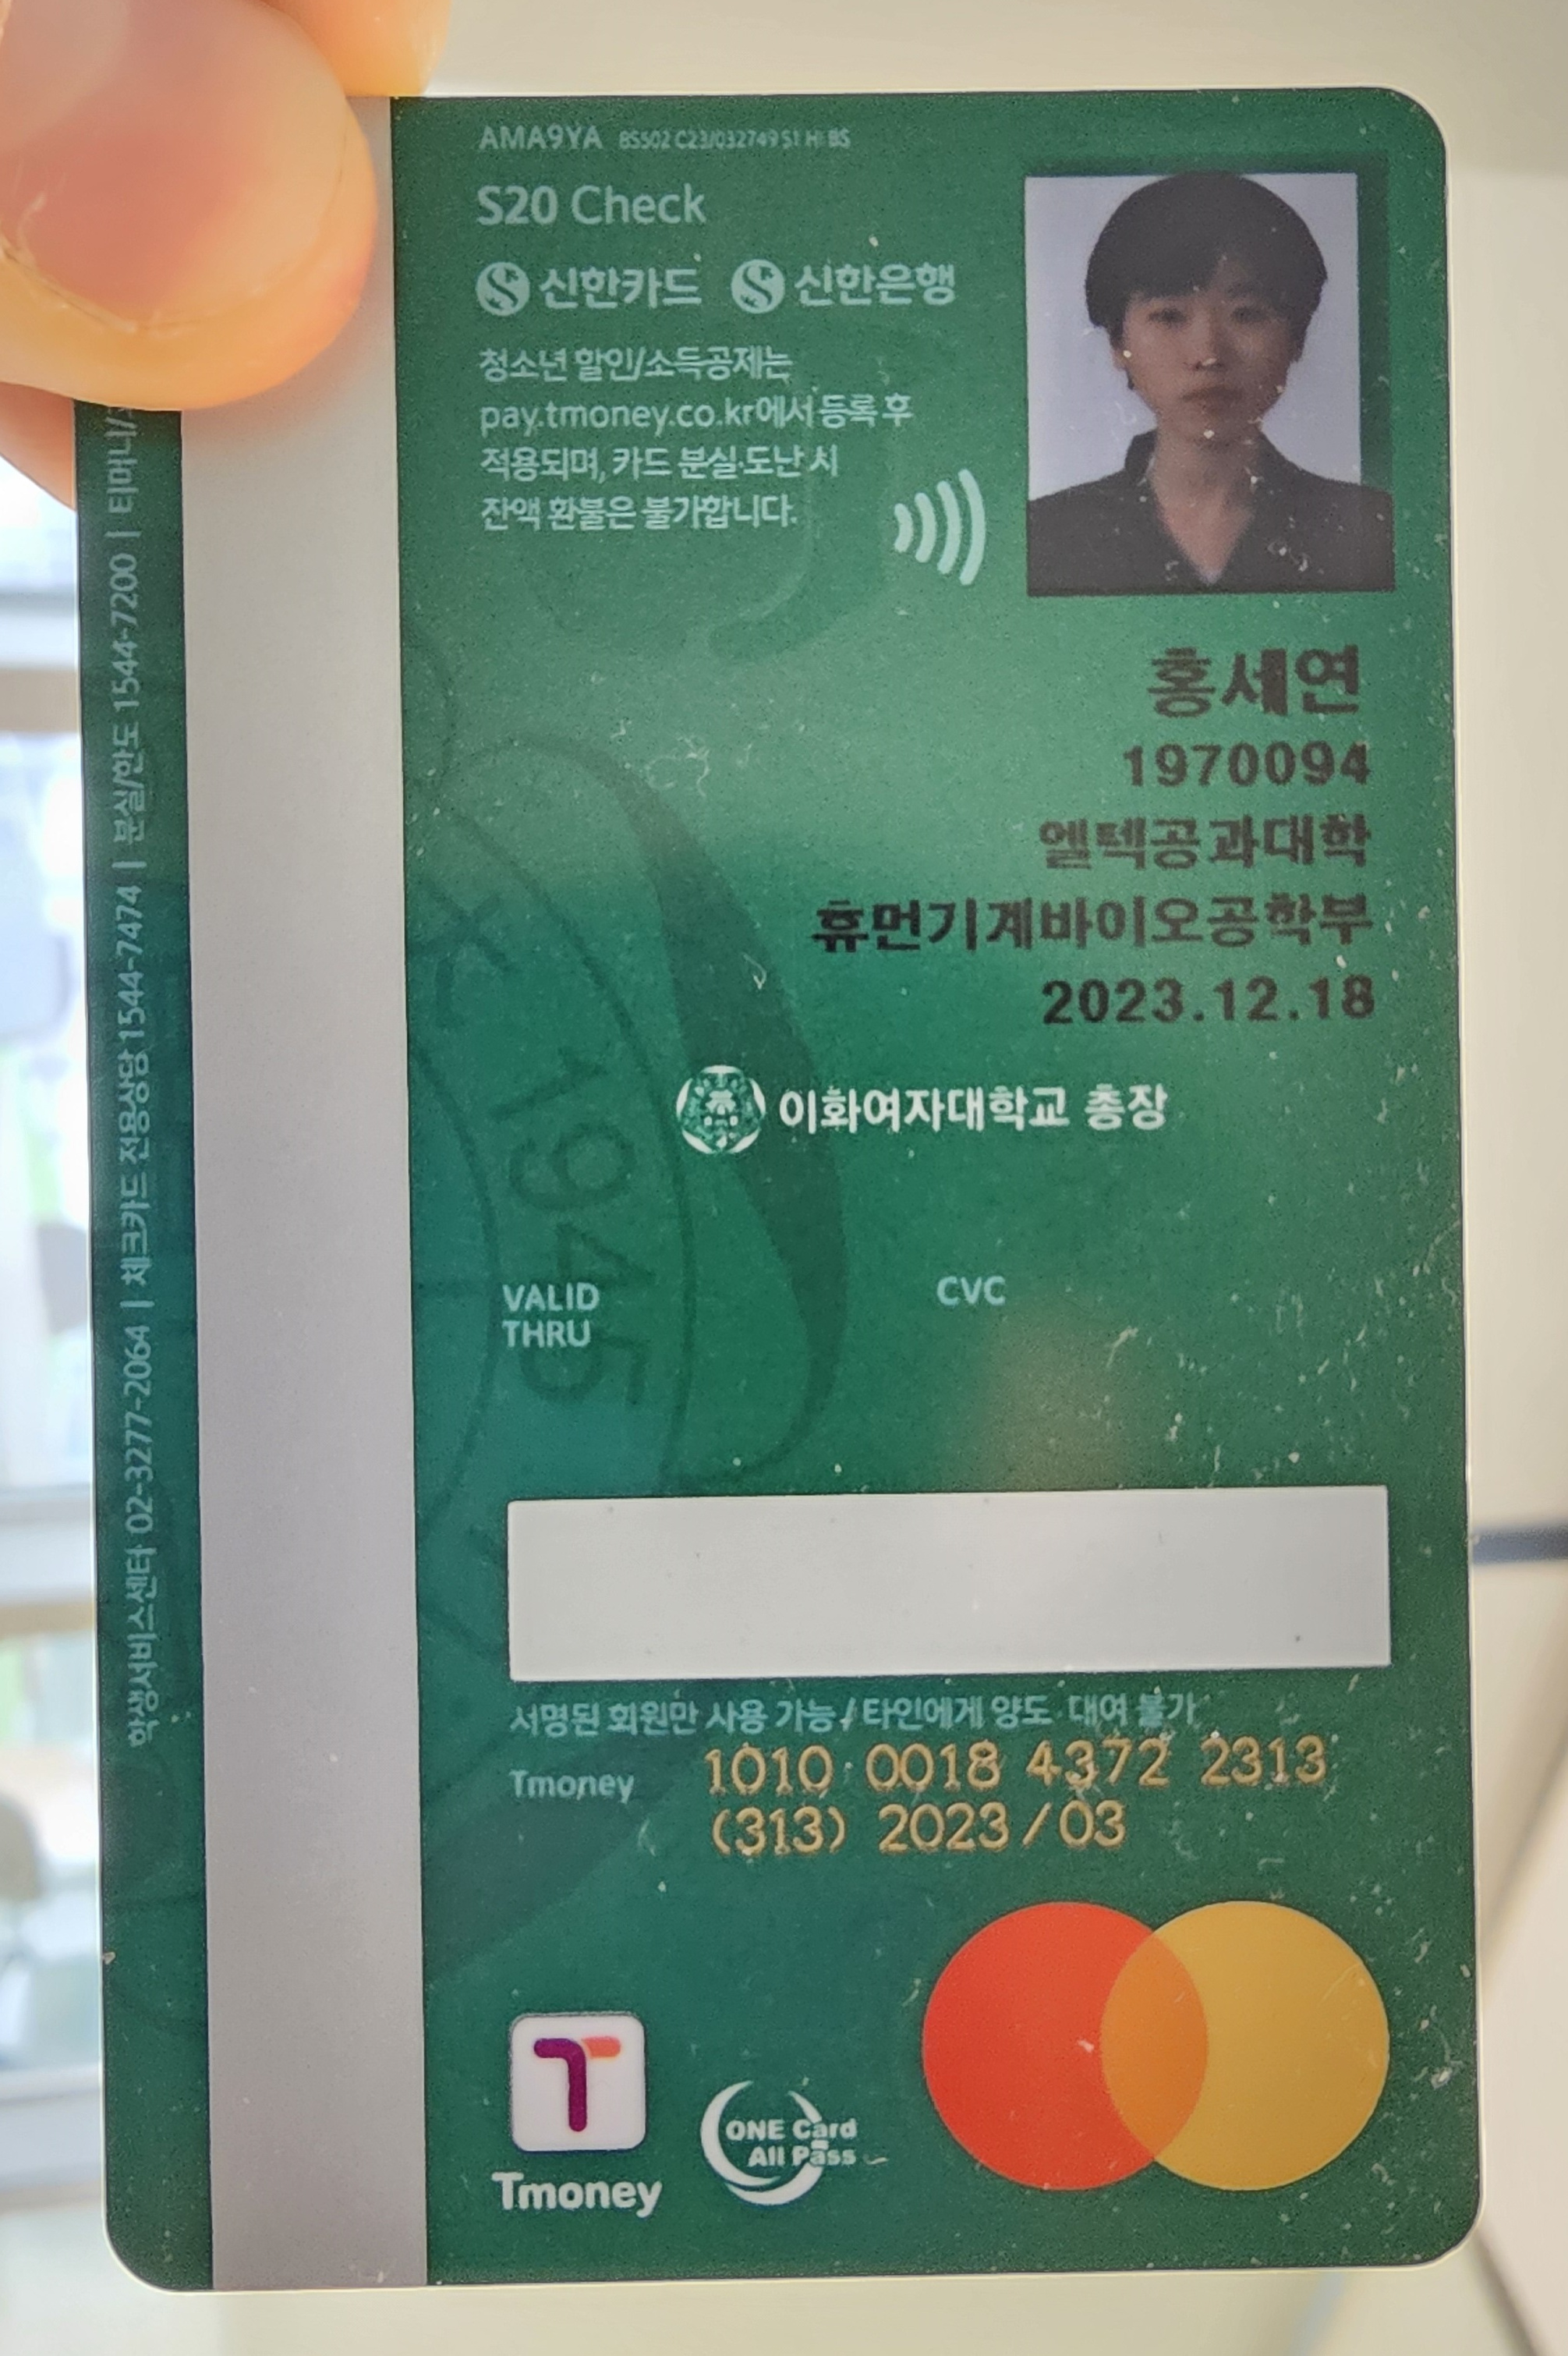 AMA9YA BS502 C23/032749 S1 Hi BS
S20 Check
신한카드 신한은행
청소년 할인/소득공제는
pay.tmoney.co.kr에서 등록 후
적용되며, 카드 분실·도난 시
잔액 환불은 불가합니다.
홍세연
1970094
엘텍공과대학
휴먼기계바이오공학부
2023.12.18
이화여자대학교 총장
1945
VALID
THRU
CVC
서명된 회원만 사용 가능 / 타인에게 양도·대여 불가
Tmoney 1010 0018 4372 2313
(313) 2023/03
Tmoney
ONE Card
All Pass
학생서비스센터 02-3277-2064 | 체크카드 전용상담 1544-7474 | 분실/한도 1544-7200 | 티머니/